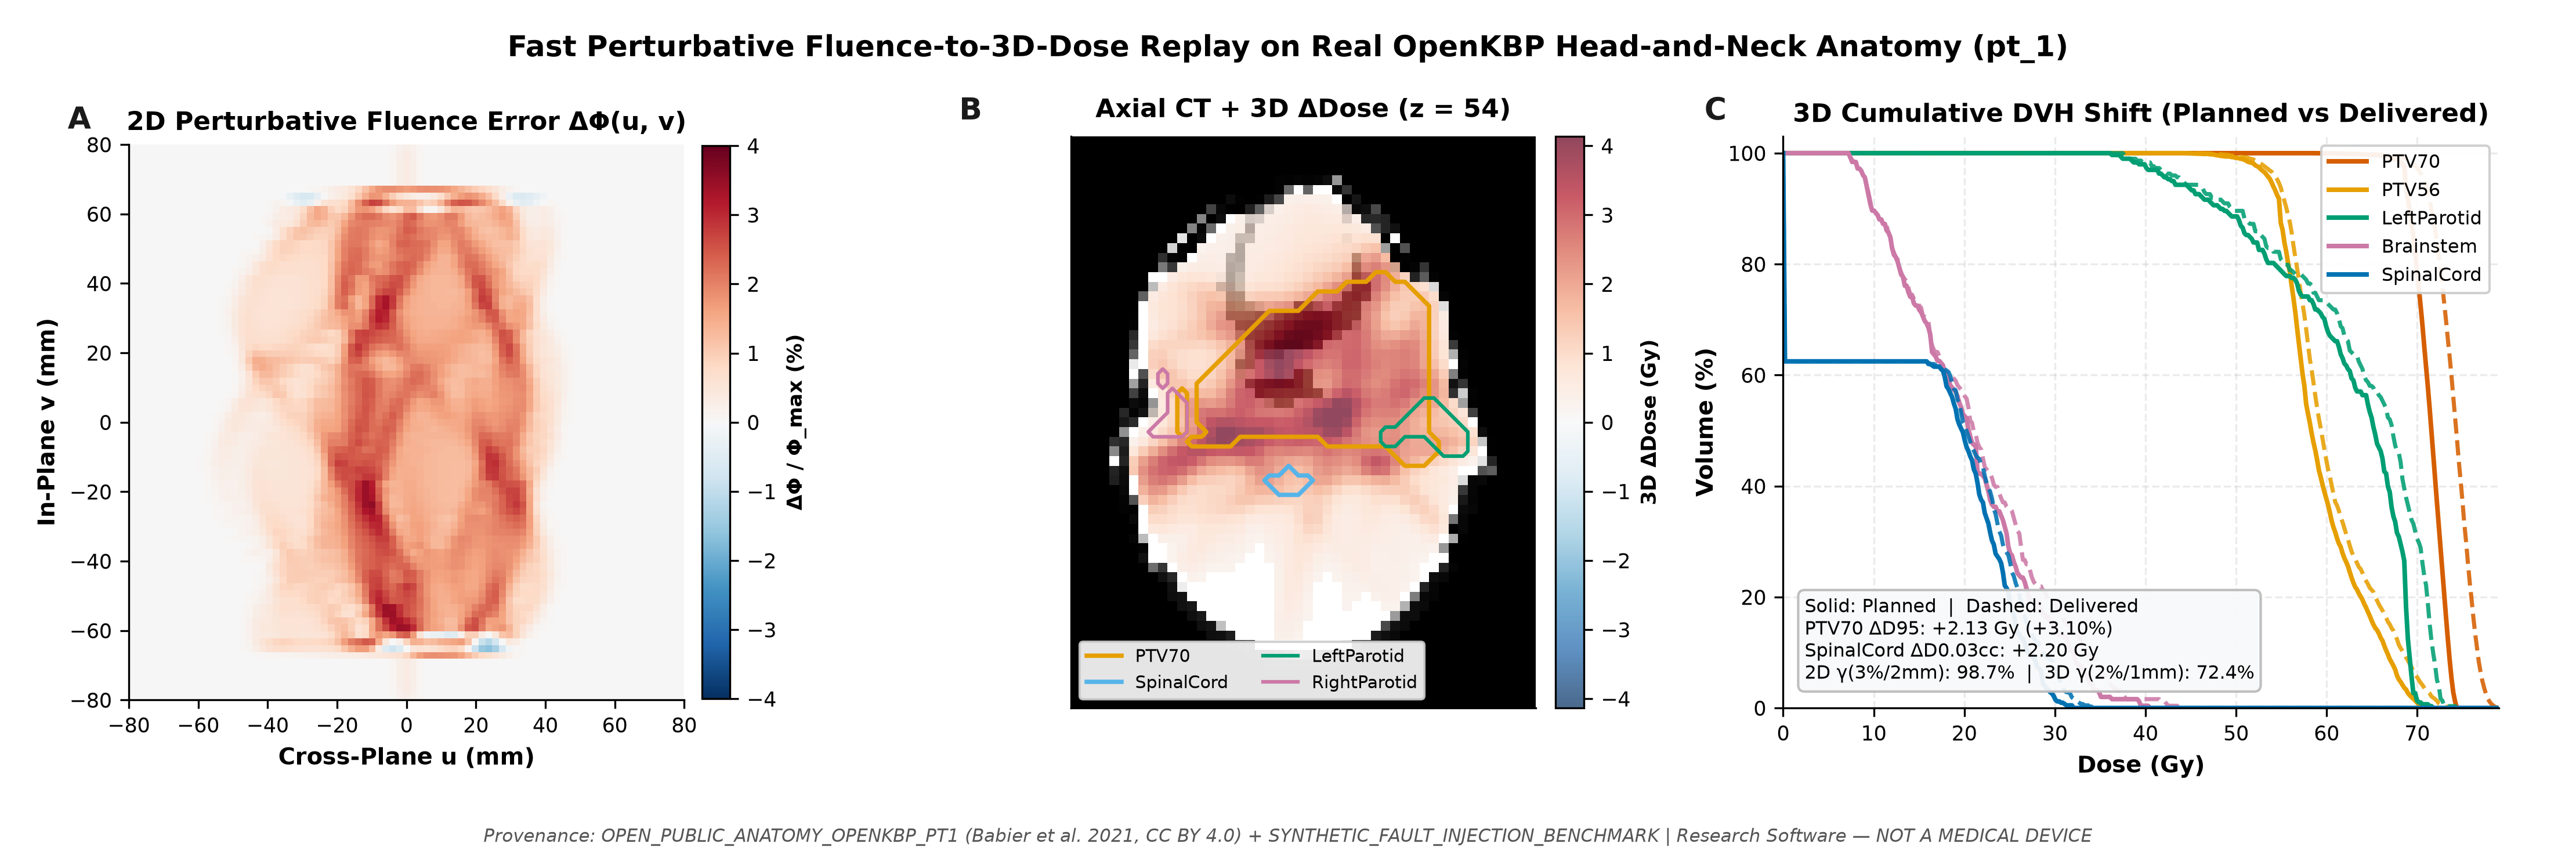 Fast Perturbative Fluence-to-3D-Dose Replay on Real OpenKBP Head-and-Neck Anatomy (pt_1)
A
2D Perturbative Fluence Error ΔΦ(u, v)
80
60
40
20
0
−20
−40
−60
−80
In-Plane v (mm)
−80 −60 −40 −20 0 20 40 60 80
Cross-Plane u (mm)
4
3
2
1
0
−1
−2
−3
−4
ΔΦ / Φ_max (%)
B
Axial CT + 3D ΔDose (z = 54)
PTV70 LeftParotid
SpinalCord RightParotid
4
3
2
1
0
−1
−2
−3
−4
3D ΔDose (Gy)
C
3D Cumulative DVH Shift (Planned vs Delivered)
100
80
60
40
20
0
Volume (%)
PTV70
PTV56
LeftParotid
Brainstem
SpinalCord
Solid: Planned | Dashed: Delivered
PTV70 ΔD95: +2.13 Gy (+3.10%)
SpinalCord ΔD0.03cc: +2.20 Gy
2D γ(3%/2mm): 98.7% | 3D γ(2%/1mm): 72.4%
0 10 20 30 40 50 60 70
Dose (Gy)
Provenance: OPEN_PUBLIC_ANATOMY_OPENKBP_PT1 (Babier et al. 2021, CC BY 4.0) + SYNTHETIC_FAULT_INJECTION_BENCHMARK | Research Software — NOT A MEDICAL DEVICE